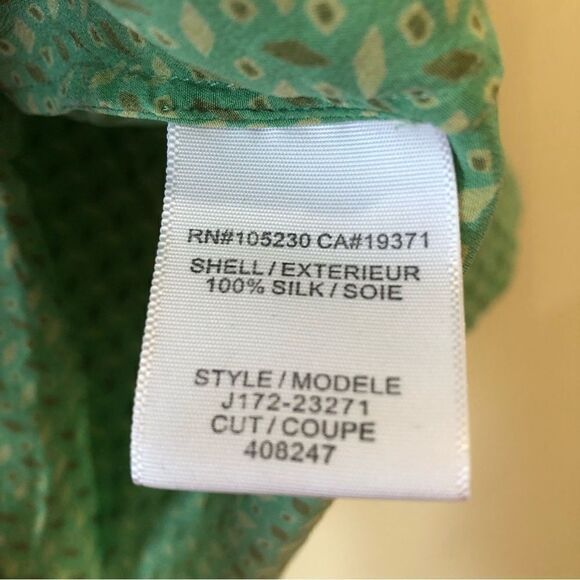 RN#105230 CA#19371
SHELL/EXTERIEUR
100% SILK/SOIE
STYLE/MODELE
J172-23271
CUT/COUPE
408247